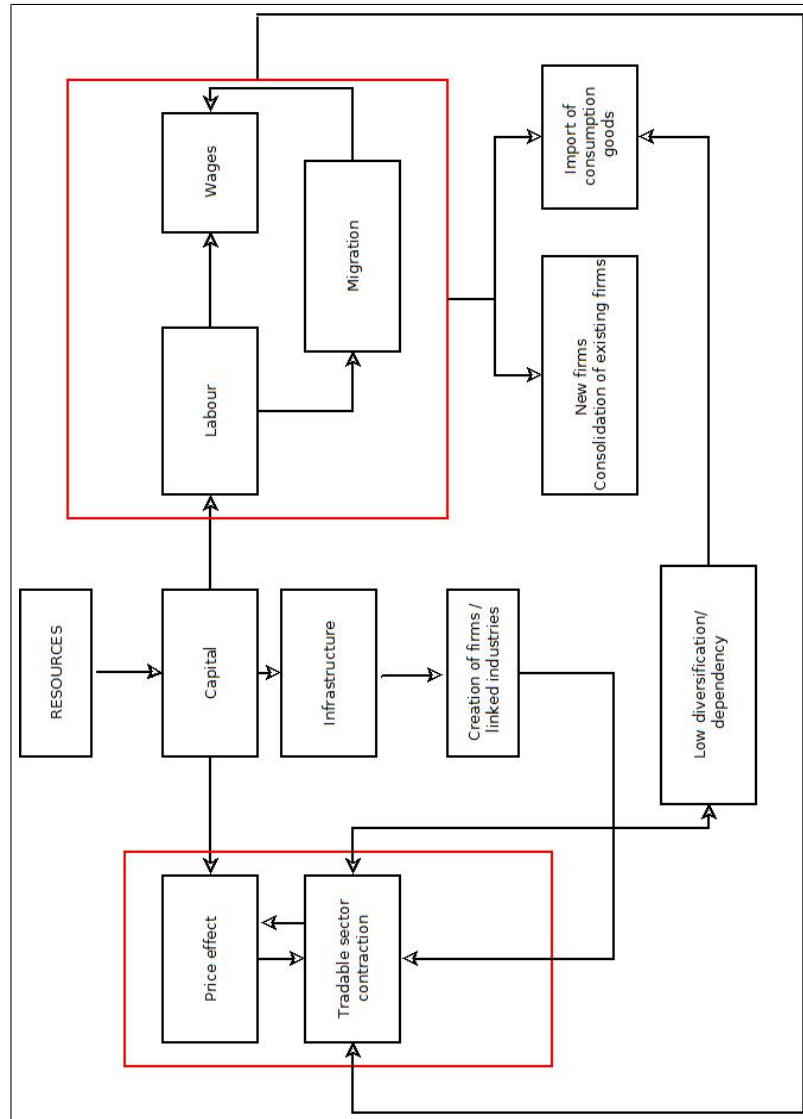 RESOURCES
Price effect
Capital
Labour
Wages
Tradable sector
contraction
Infrastructure
Migration
Creation of firms /
linked industries
New firms
Consolidation of existing firms
Import of
consumption
goods
Low diversification/
dependency